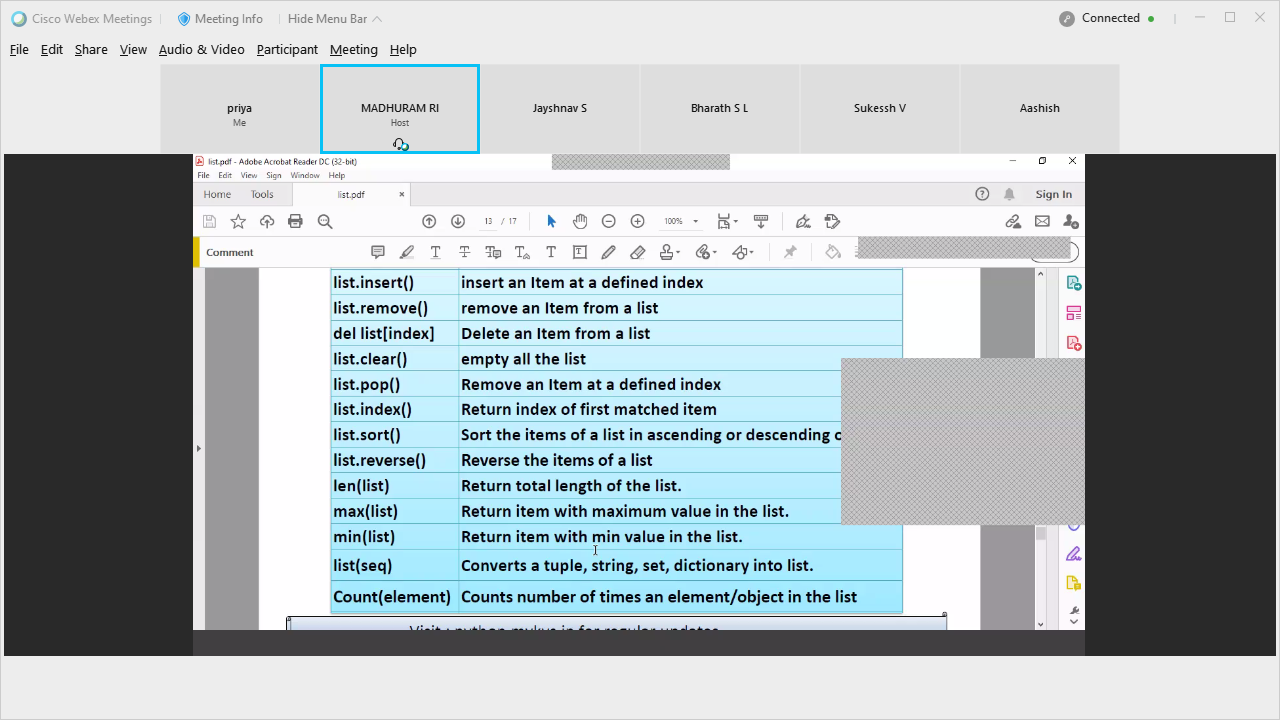 Cisco Webex Meetings Meeting Info Hide Menu Bar Connected
File Edit Share View Audio & Video Participant Meeting Help
priya MADHURAM RI Jayshnav S Bharath S L Sukessh V Aashish
Me Host
list.pdf - Adobe Acrobat Reader DC (32-bit)
File Edit View Sign Window Help
Home Tools list.pdf × Sign In
13 / 17 100%
Comment
list.insert() insert an Item at a defined index
list.remove() remove an Item from a list
del list[index] Delete an Item from a list
list.clear() empty all the list
list.pop() Remove an Item at a defined index
list.index() Return index of first matched item
list.sort() Sort the items of a list in ascending or descending
list.reverse() Reverse the items of a list
len(list) Return total length of the list.
max(list) Return item with maximum value in the list.
min(list) Return item with min value in the list.
list(seq) Converts a tuple, string, set, dictionary into list.
Count(element) Counts number of times an element/object in the list
Visit : python.mykvs.in for regular updates